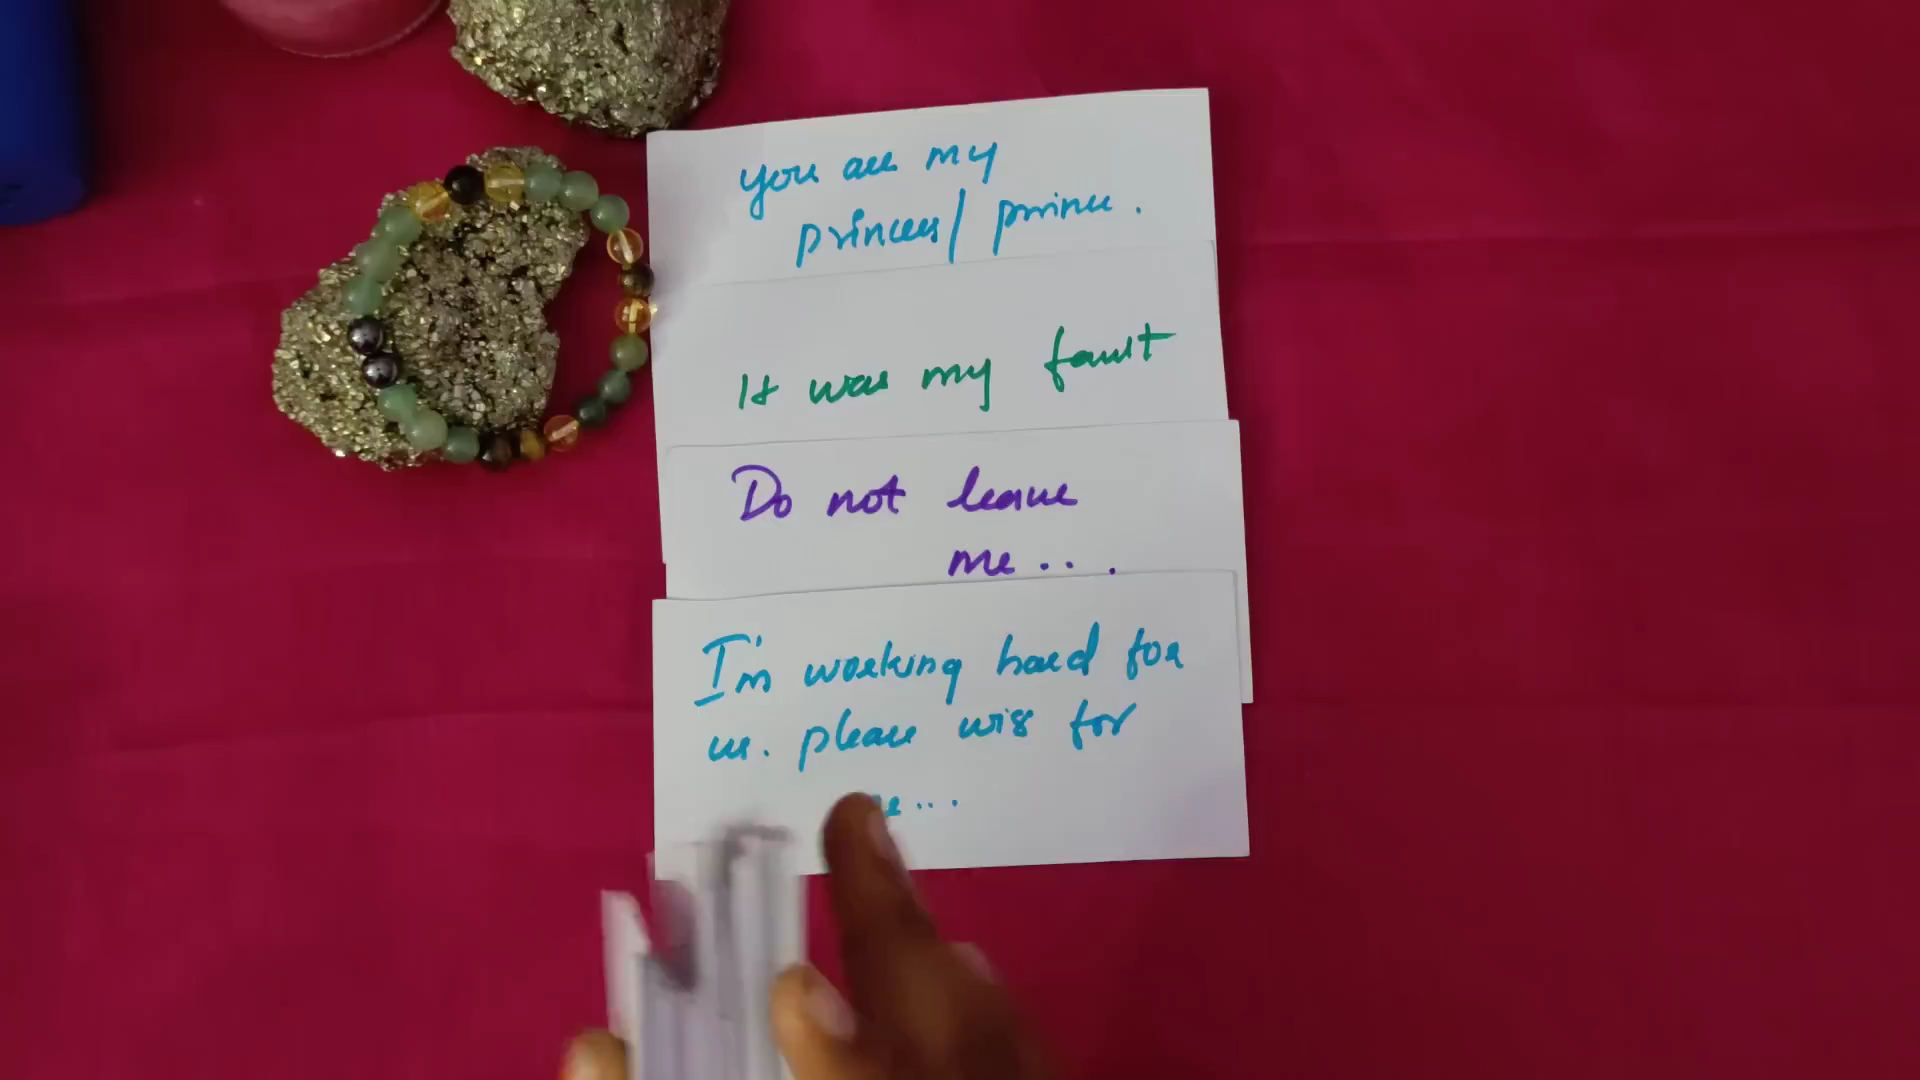 you are my
princess/ prince.
It was my fault
Do not leave
me...
I'm working hard for
us. please wis for
...